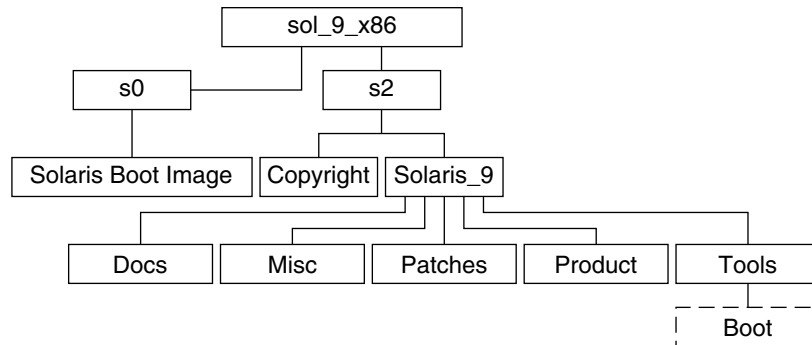 sol_9_x86
s0
s2
Solaris Boot Image
Copyright
Solaris_9
Docs
Misc
Patches
Product
Tools
Boot